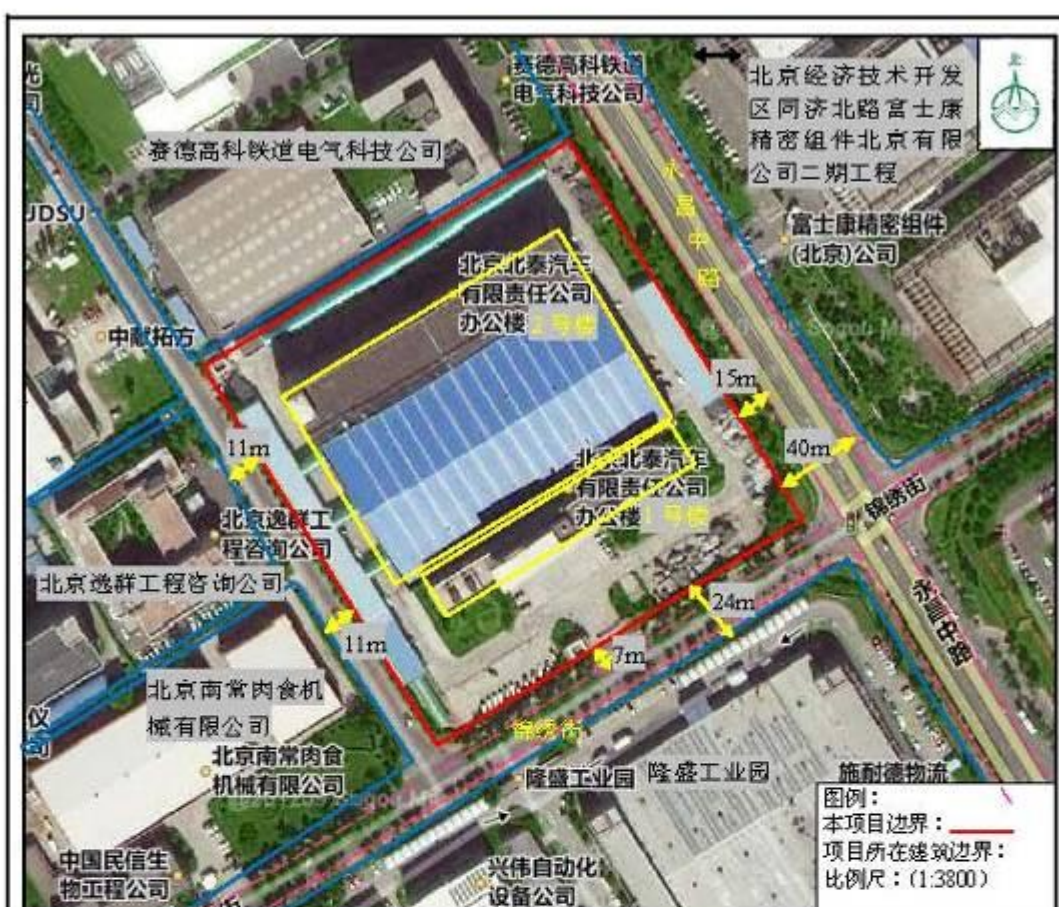 赛德高科铁道
电气科技公司
北京经济技术开发
区同济北路富士康
精密组件北京有限
公司二期工程
北
赛德高科铁道电气科技公司
永昌中路
JDSU
富士康精密组件
(北京)公司
北京北泰汽车
有限责任公司
办公楼 2 号楼
中献拓方
15m
11m
40m
北京北泰汽车
有限责任公司
办公楼 1 号楼
锦绣街
北京逸群工
程咨询公司
北京逸群工程咨询公司
24m
永昌中路
11m
7m
北京南常肉食机
械有限公司
锦绣街
北京南常肉食
机械有限公司
隆盛工业园
隆盛工业园
施耐德物流
图例：
本项目边界：
项目所在建筑边界：
比例尺：(1:3800)
中国民信生
物工程公司
兴伟自动化
设备公司